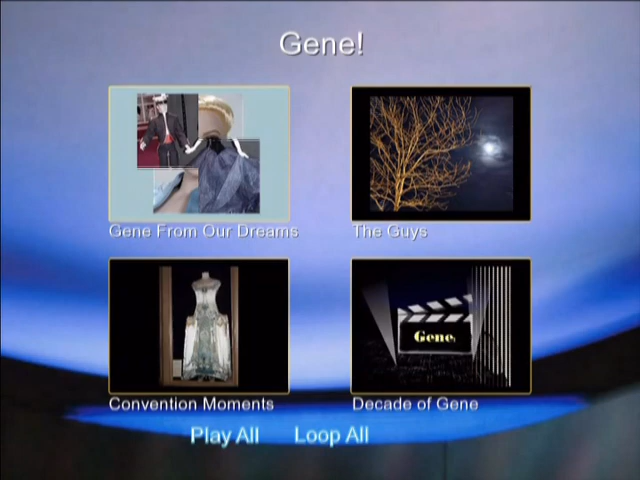 Gene!
Gene From Our Dreams
The Guys
Gene
Convention Moments
Decade of Gene
Play All
Loop All